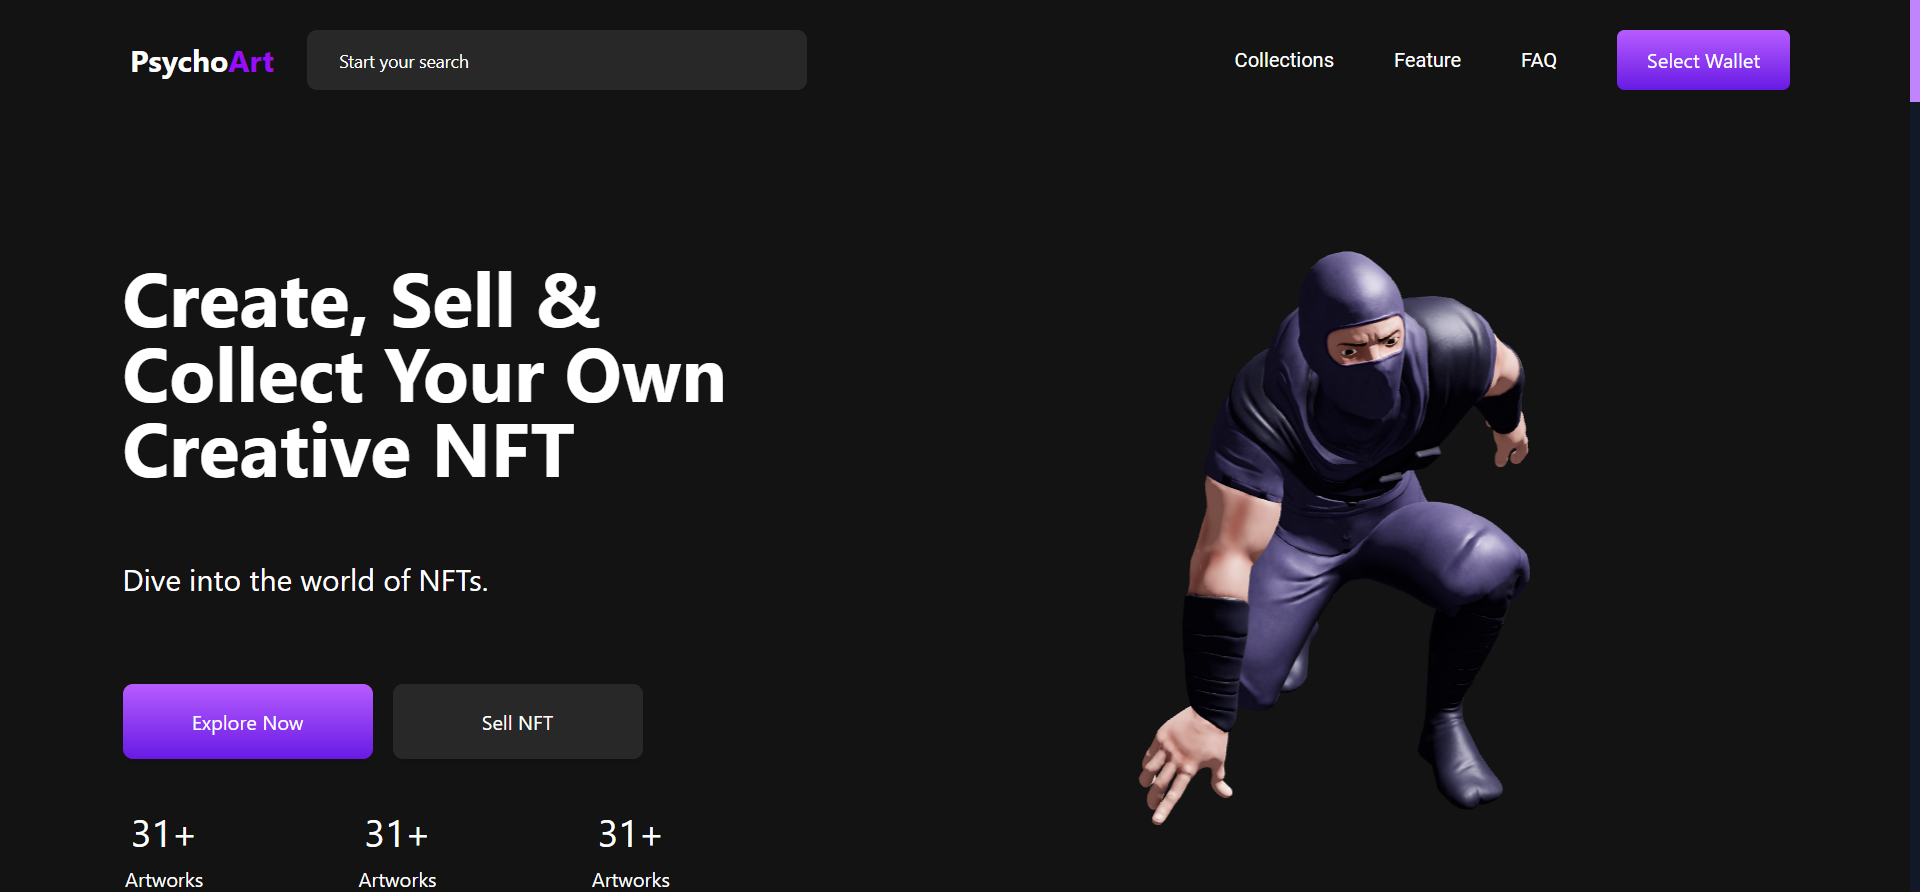 PsychoArt
Start your search
Collections
Feature
FAQ
Select Wallet
Create, Sell &
Collect Your Own
Creative NFT
Dive into the world of NFTs.
Explore Now
Sell NFT
31+
31+
31+
Artworks
Artworks
Artworks